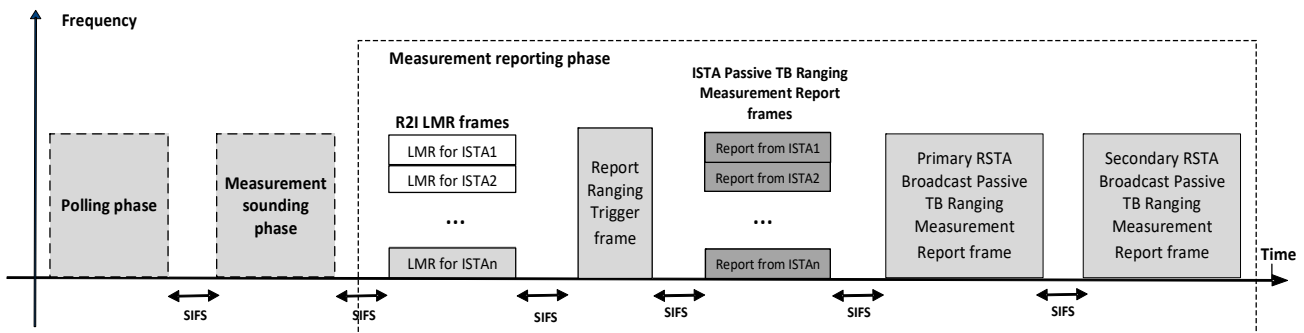 Frequency
Measurement reporting phase
ISTA Passive TB Ranging
Measurement Report
frames
R2I LMR frames
Polling phase
Measurement
sounding
phase
LMR for ISTA1
LMR for ISTA2
...
LMR for ISTAn
Report
Ranging
Trigger
frame
Report from ISTA1
Report from ISTA2
...
Report from ISTAn
Primary RSTA
Broadcast Passive
TB Ranging
Measurement
Report frame
Secondary RSTA
Broadcast Passive
TB Ranging
Measurement
Report frame
Time
SIFS
SIFS
SIFS
SIFS
SIFS
SIFS